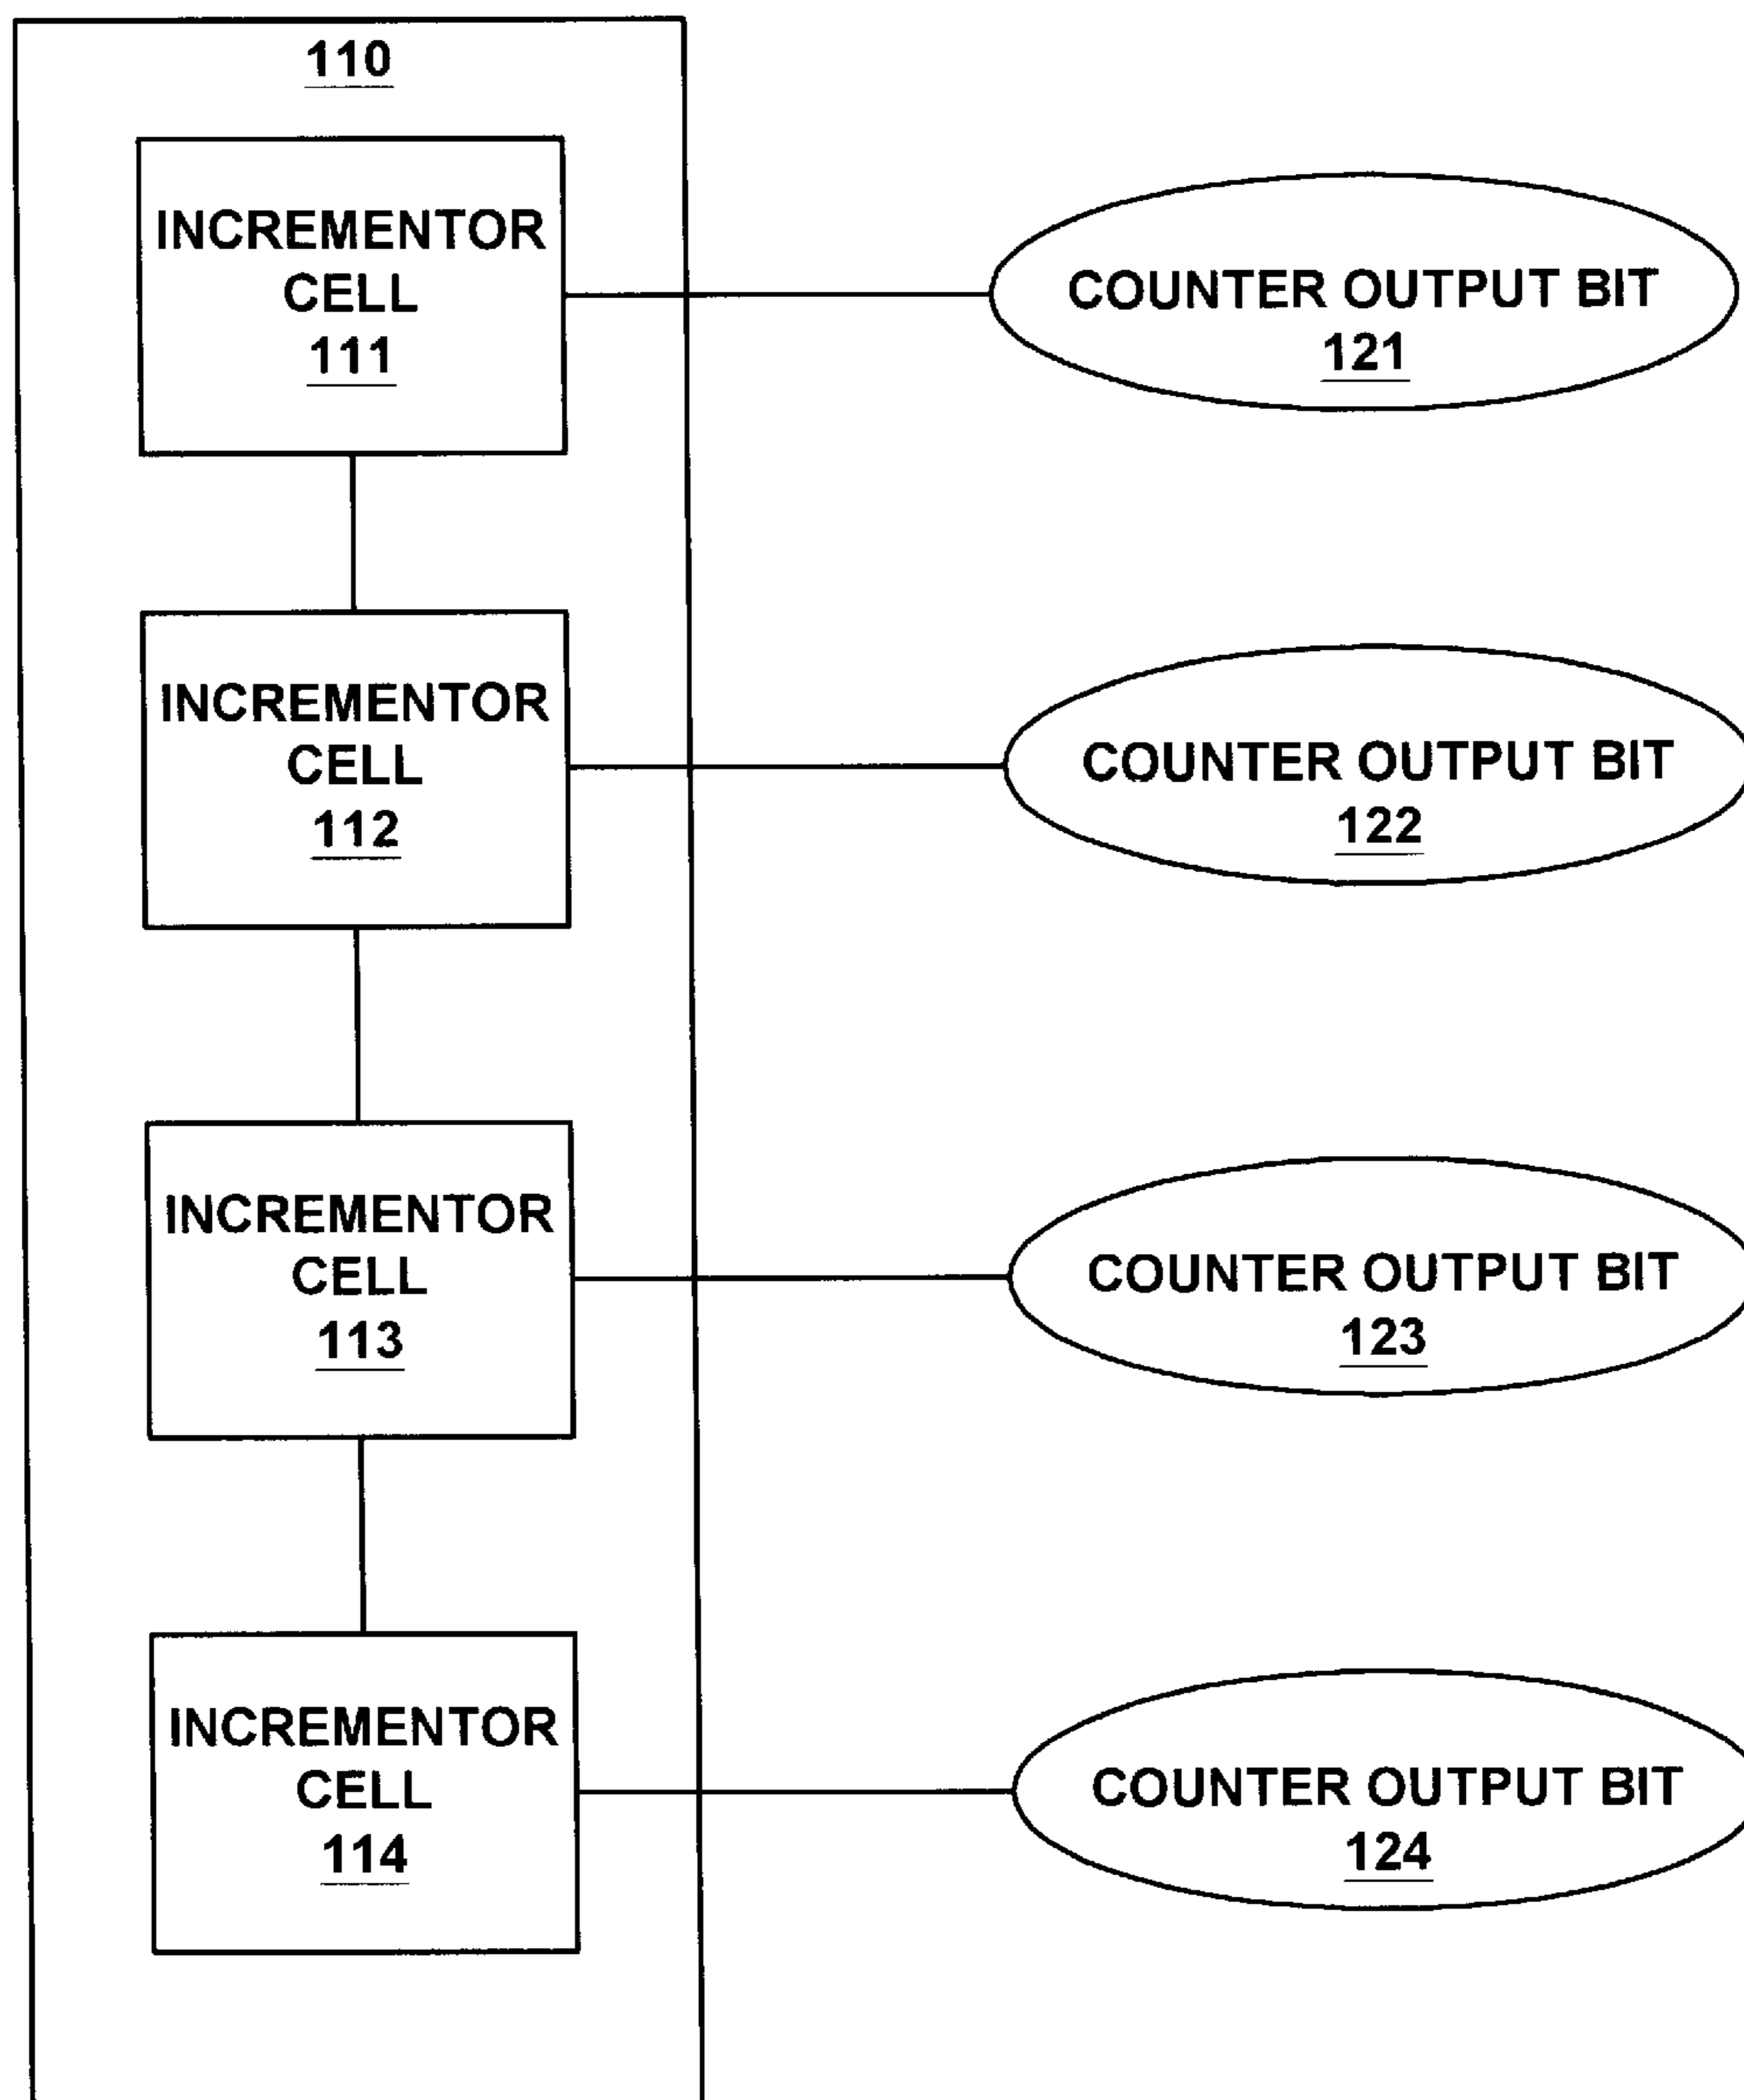 110
INCREMENTOR
CELL
111
COUNTER OUTPUT BIT
121
INCREMENTOR
CELL
112
COUNTER OUTPUT BIT
122
INCREMENTOR
CELL
113
COUNTER OUTPUT BIT
123
INCREMENTOR
CELL
114
COUNTER OUTPUT BIT
124